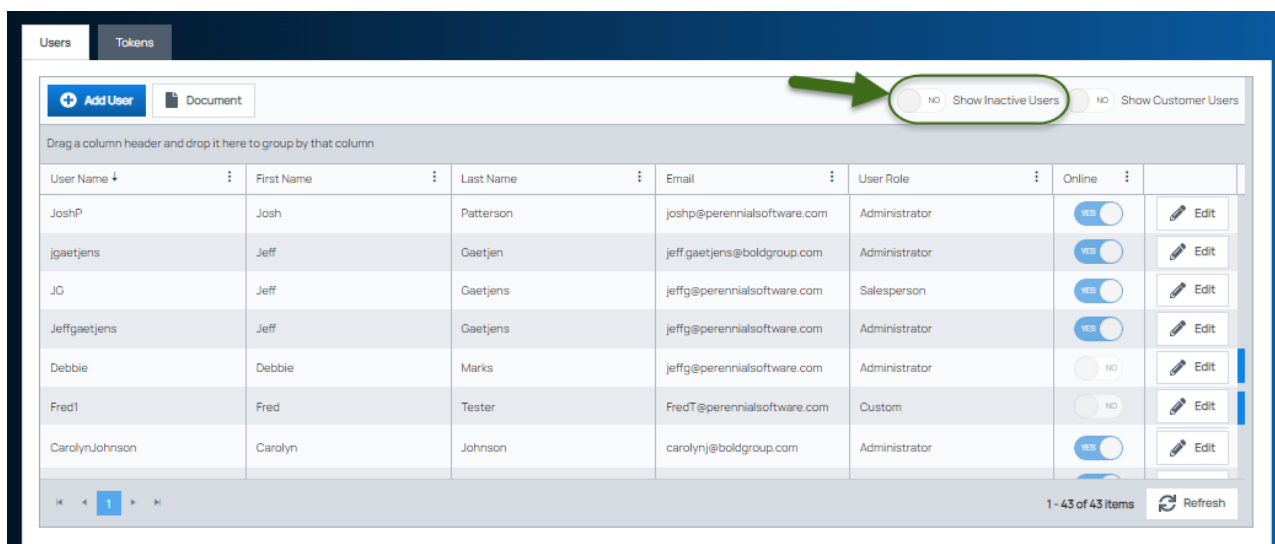 Users Tokens
Add User Document NO Show Inactive Users NO Show Customer Users
Drag a column header and drop it here to group by that column
User Name First Name Last Name Email User Role Online
JoshP Josh Patterson joshp@perennialsoftware.com Administrator YES Edit
jgaetjens Jeff Gaetjen jeff.gaetjens@boldgroup.com Administrator YES Edit
JG Jeff Gaetjens jeffg@perennialsoftware.com Salesperson YES Edit
Jeffgaetjens Jeff Gaetjens jeffg@perennialsoftware.com Administrator YES Edit
Debbie Debbie Marks jeffg@perennialsoftware.com Administrator NO Edit
Fred1 Fred Tester FredT@perennialsoftware.com Custom NO Edit
CarolynJohnson Carolyn Johnson carolynj@boldgroup.com Administrator YES Edit
1 1 - 43 of 43 items Refresh